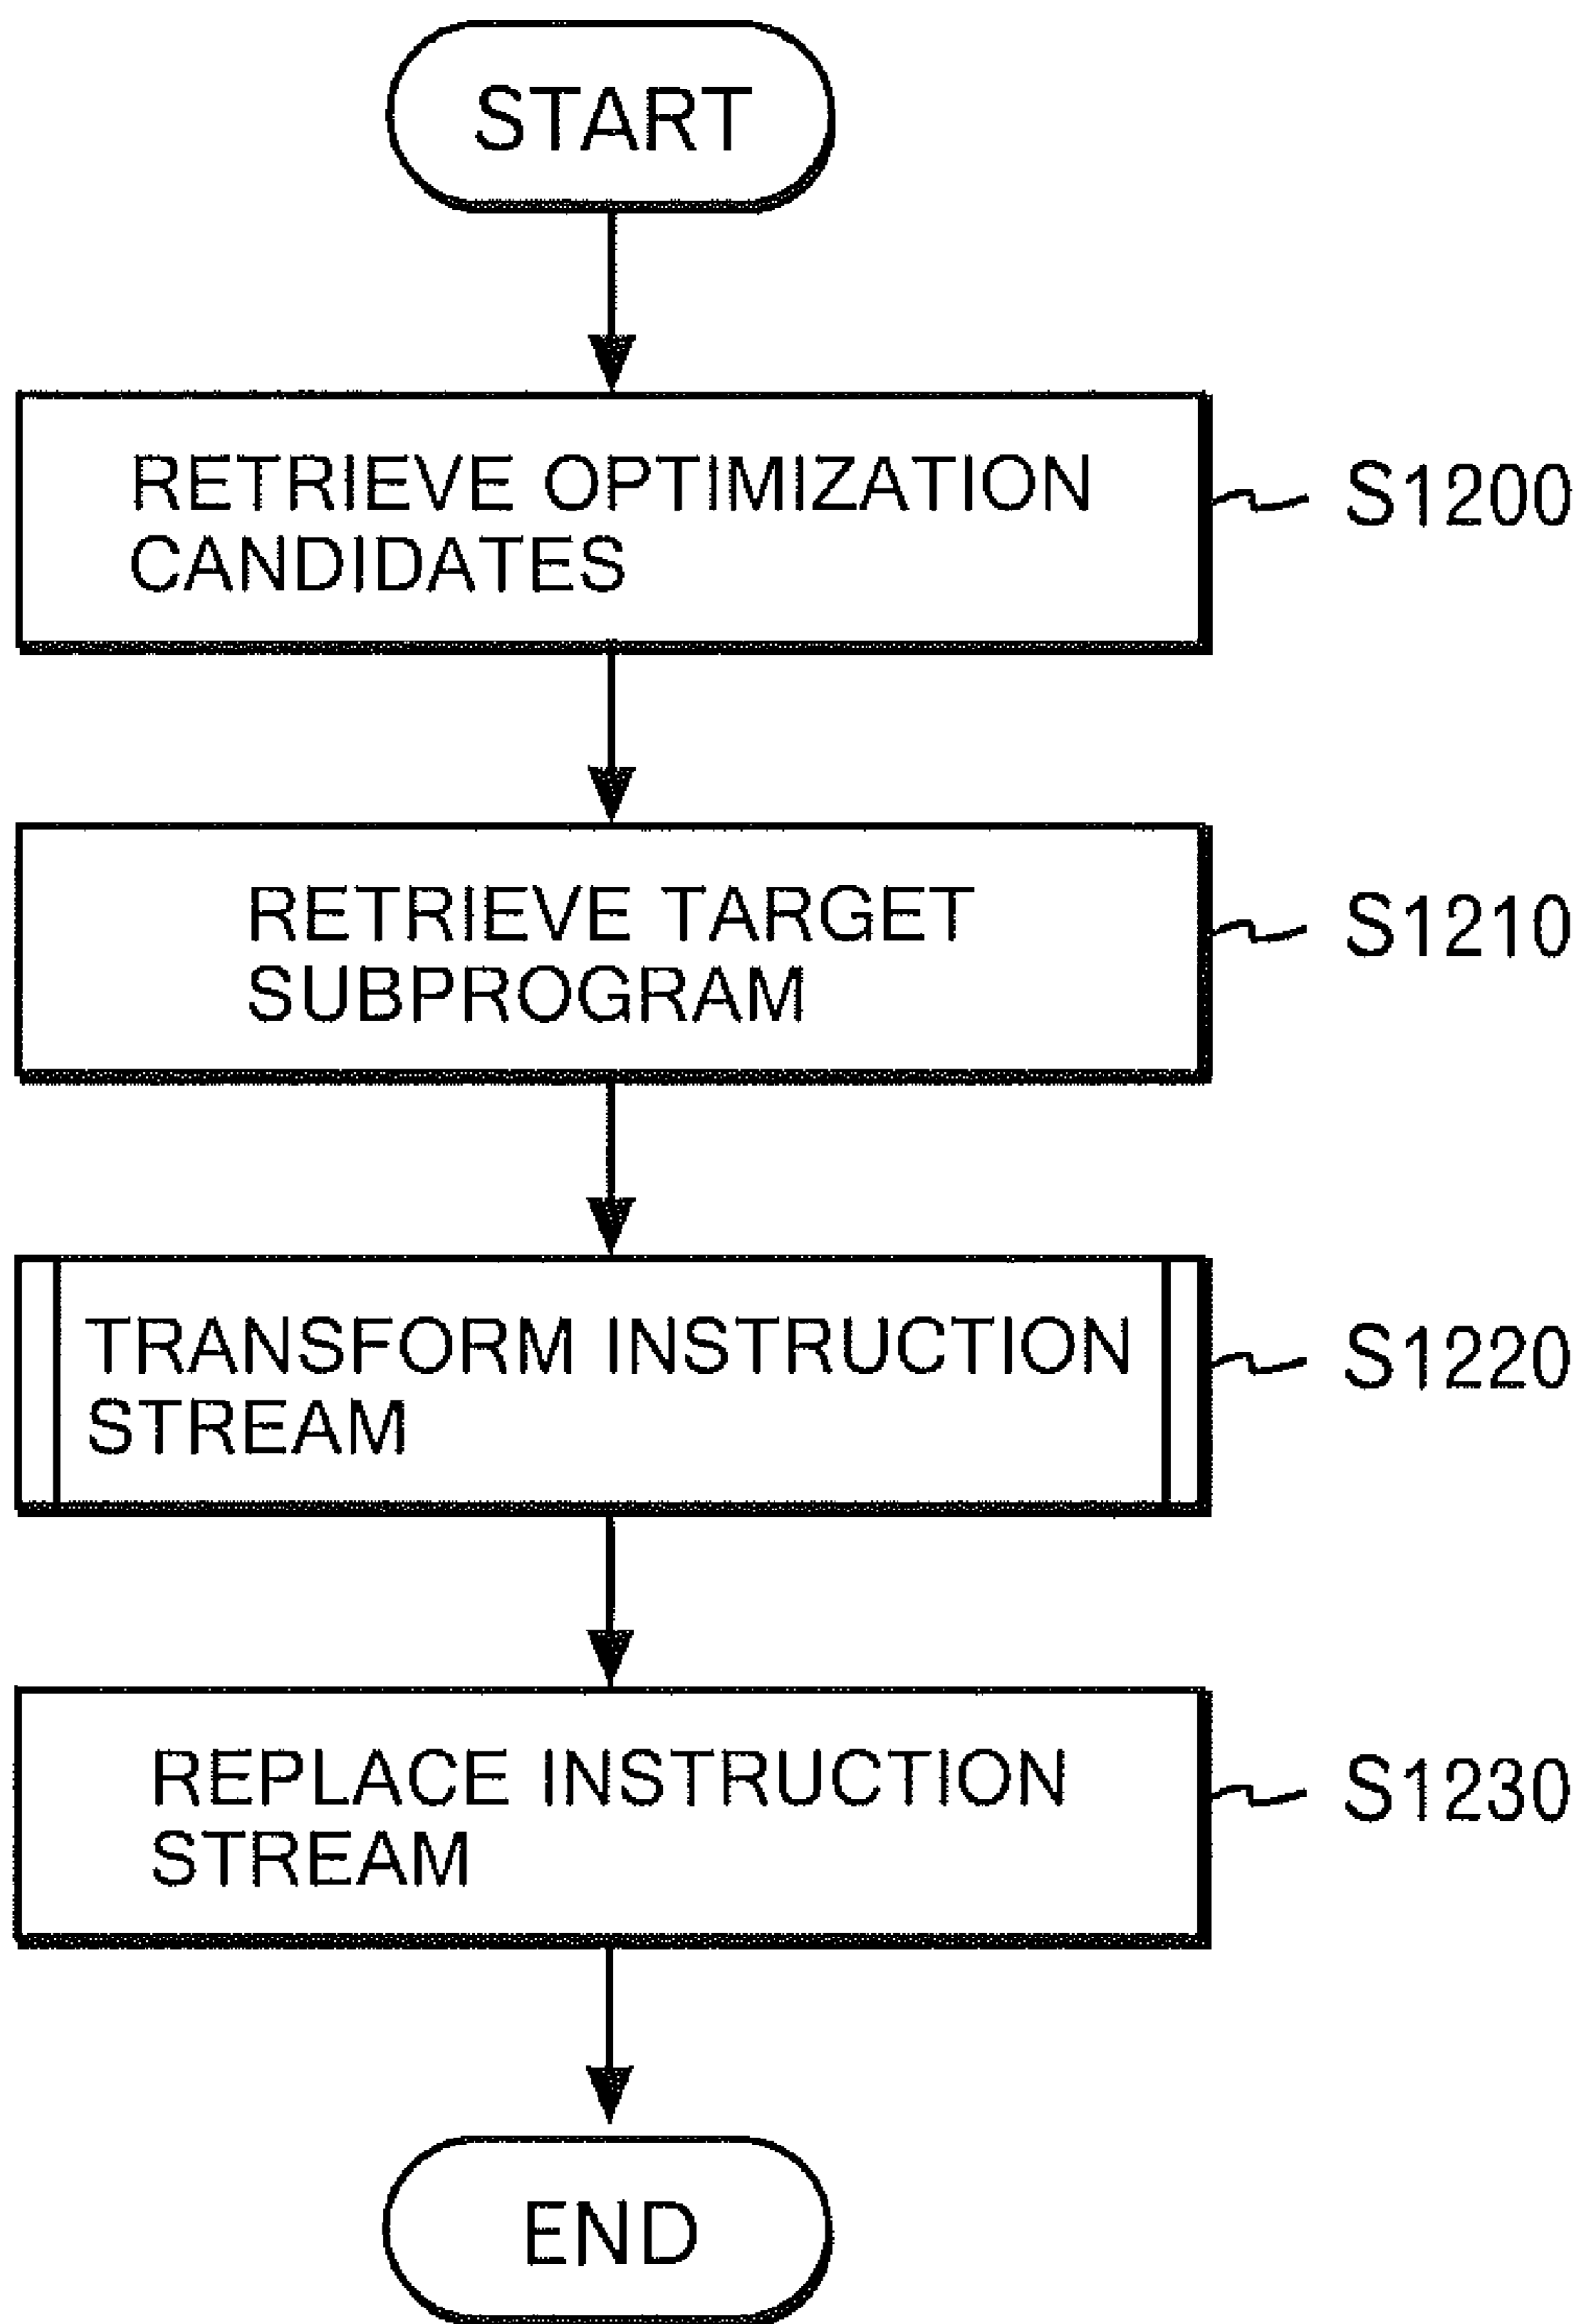 START
RETRIEVE OPTIMIZATION
CANDIDATES
S1200
RETRIEVE TARGET
SUBPROGRAM
S1210
TRANSFORM INSTRUCTION
STREAM
S1220
REPLACE INSTRUCTION
STREAM
S1230
END